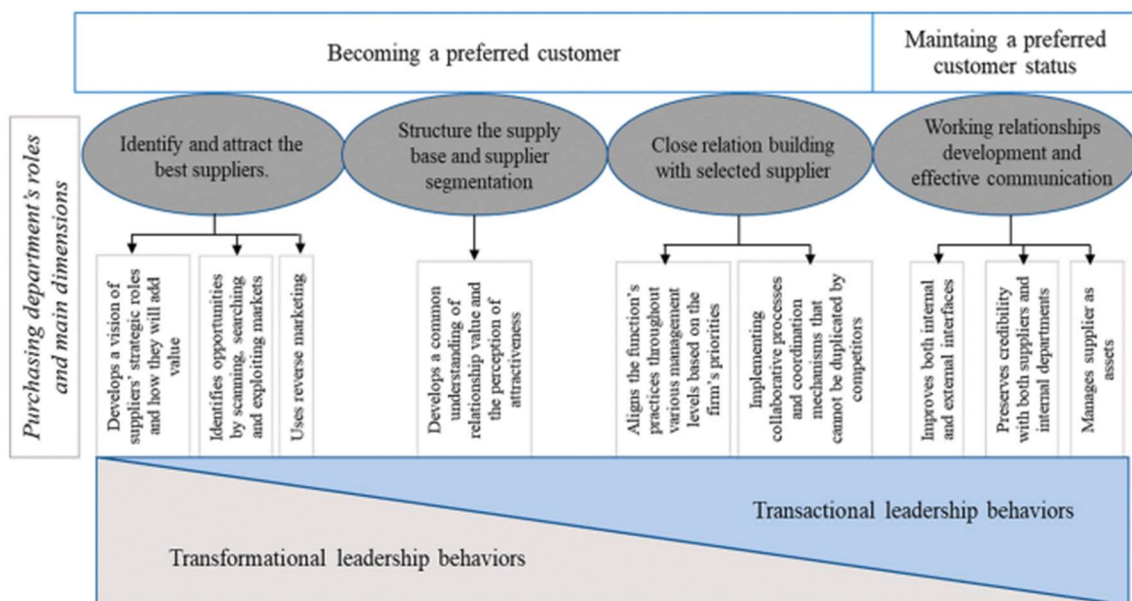 Becoming a preferred customer
Maintaing a preferred
customer status
Purchasing department's roles
and main dimensions
Identify and attract the
best suppliers.
Structure the supply
base and supplier
segmentation
Close relation building
with selected supplier
Working relationships
development and
effective communication
Develops a vision of
suppliers' strategic roles
and how they will add
value
Identifies opportunities
by scanning, searching
and exploiting markets
Uses reverse marketing
Develops a common
understanding of
relationship value and
the perception of
attractiveness
Aligns the function's
practices throughout
various management
levels based on the
firm's priorities
Implementing
collaborative processes
and coordination
mechanisms that
cannot be duplicated by
competitors
Improves both internal
and external interfaces
Preserves credibility
with both suppliers and
internal departments
Manages supplier as
assets
Transactional leadership behaviors
Transformational leadership behaviors